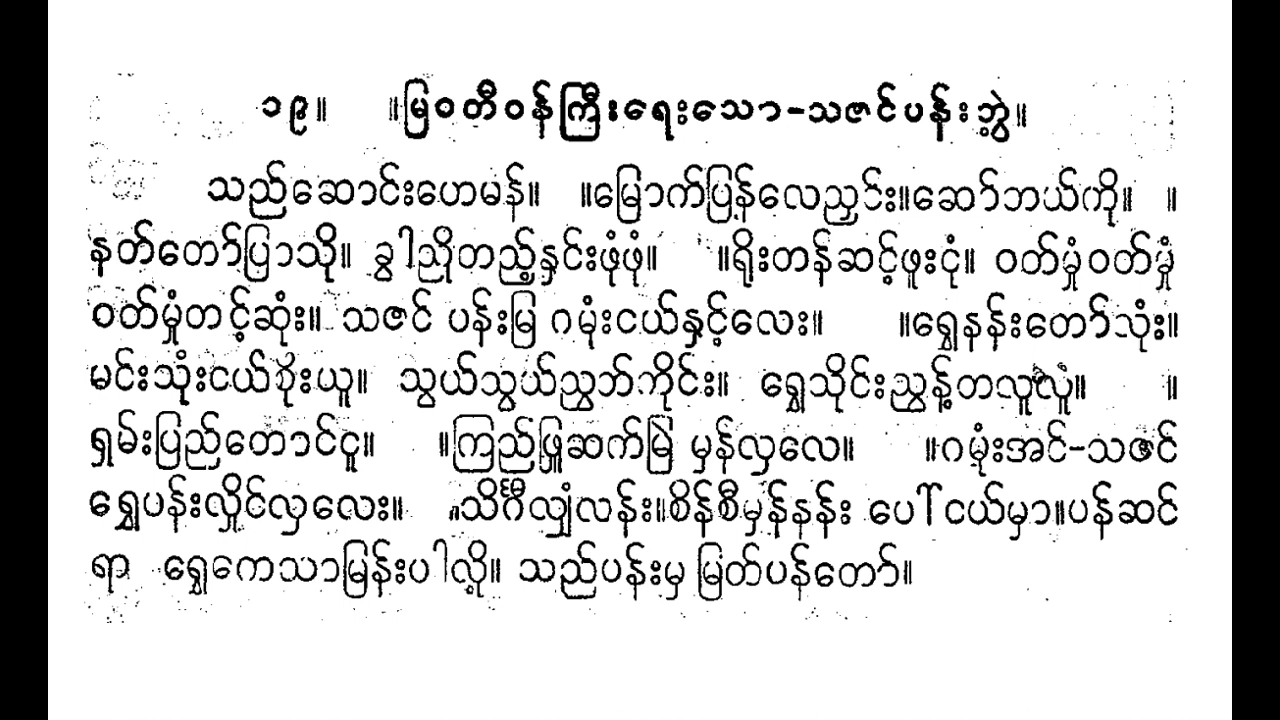 ၁၉။ ။မြဝတီဝန်ကြီးရေးသော-သဇင်ပန်းဘွဲ့။
သည်ဆောင်းဟေမန်။ ။မြောက်ပြန်လေညှင်း။ဆော်ဘယ်ကို။ ။
နတ်တော်ပြာသို။ ခွါညိုတည့်နှင်းဖုံဖုံ။ ။ရိုးတန်ဆင့်ဖူးငုံ။ ဝတ်မှုံဝတ်မှုံ
ဝတ်မှုံတင့်ဆုံး။ သဇင် ပန်းမြ ဂမုံးငယ်နှင့်လေး။ ။ရွှေနန်းတော်သုံး။
မင်းသုံးငယ်စိုးယူ။ သွယ်သွယ်ညွှတ်ကိုင်း။ ရွှေသိုင်းညွန့်တလူလူ။ ။
ရှမ်းပြည်တောင်ငူ။ ။ကြည်ဖြူဆက်မြဲ မှန်လှလေ။ ။ဂမုံးအင်-သဇင်
ရွှေပန်းလှိုင်လှလေး။ ။သိင်္ဂီလျှံလန်း။စိန်စီမှန်နန်း ပေါ်ငယ်မှာ။ပန်ဆင်
ရာ ရွှေကေသာမြန်းပါလို့။ သည်ပန်းမှ မြတ်ပန်တော်။